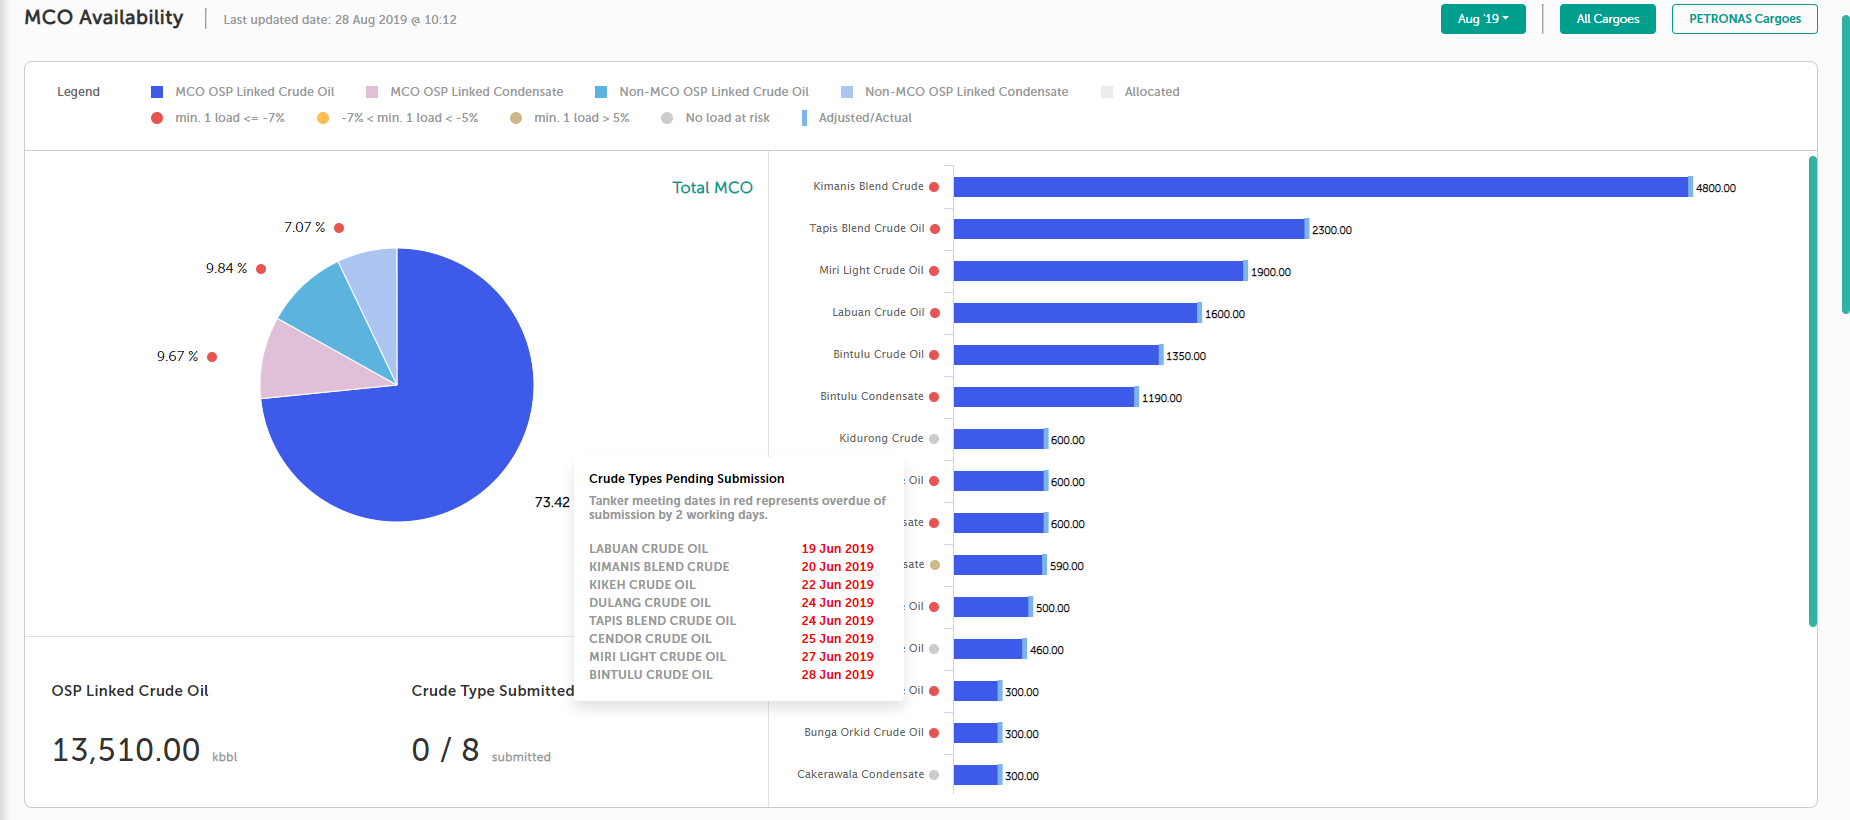 MCO Availability
Last updated date: 28 Aug 2019 @ 10:12
Aug '19
All Cargoes
PETRONAS Cargoes
Legend
MCO OSP Linked Crude Oil
MCO OSP Linked Condensate
Non-MCO OSP Linked Crude Oil
Non-MCO OSP Linked Condensate
Allocated
min. 1 load <= -7%
-7% < min. 1 load < -5%
min. 1 load > 5%
No load at risk
Adjusted/Actual
Total MCO
7.07 %
9.84 %
9.67 %
73.42
Crude Types Pending Submission
Tanker meeting dates in red represents overdue of
submission by 2 working days.
LABUAN CRUDE OIL 19 Jun 2019
KIMANIS BLEND CRUDE 20 Jun 2019
KIKEH CRUDE OIL 22 Jun 2019
DULANG CRUDE OIL 24 Jun 2019
TAPIS BLEND CRUDE OIL 24 Jun 2019
CENDOR CRUDE OIL 25 Jun 2019
MIRI LIGHT CRUDE OIL 27 Jun 2019
BINTULU CRUDE OIL 28 Jun 2019
OSP Linked Crude Oil
13,510.00 kbbl
Crude Type Submitted
0 / 8 submitted
Kimanis Blend Crude 4800.00
Tapis Blend Crude Oil 2300.00
Miri Light Crude Oil 1900.00
Labuan Crude Oil 1600.00
Bintulu Crude Oil 1350.00
Bintulu Condensate 1190.00
Kidurong Crude 600.00
Oil 600.00
600.00
590.00
Oil 500.00
Oil 460.00
Oil 300.00
Bunga Orkid Crude Oil 300.00
Cakerawala Condensate 300.00